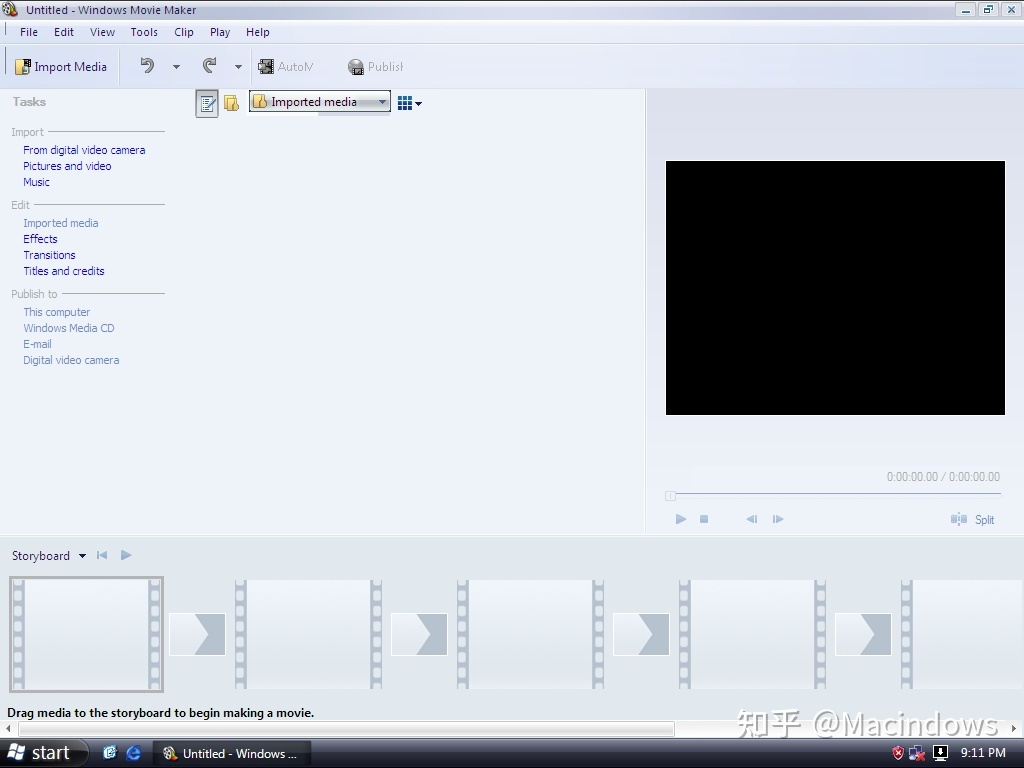 Untitled - Windows Movie Maker
File Edit View Tools Clip Play Help
Import Media AutoM Publish
Tasks
Imported media
Import
From digital video camera
Pictures and video
Music
Edit
Imported media
Effects
Transitions
Titles and credits
Publish to
This computer
Windows Media CD
E-mail
Digital video camera
0:00:00.00 / 0:00:00.00
Split
Storyboard
Drag media to the storyboard to begin making a movie.
知乎 @Macindows
start
Untitled - Windows ...
9:11 PM